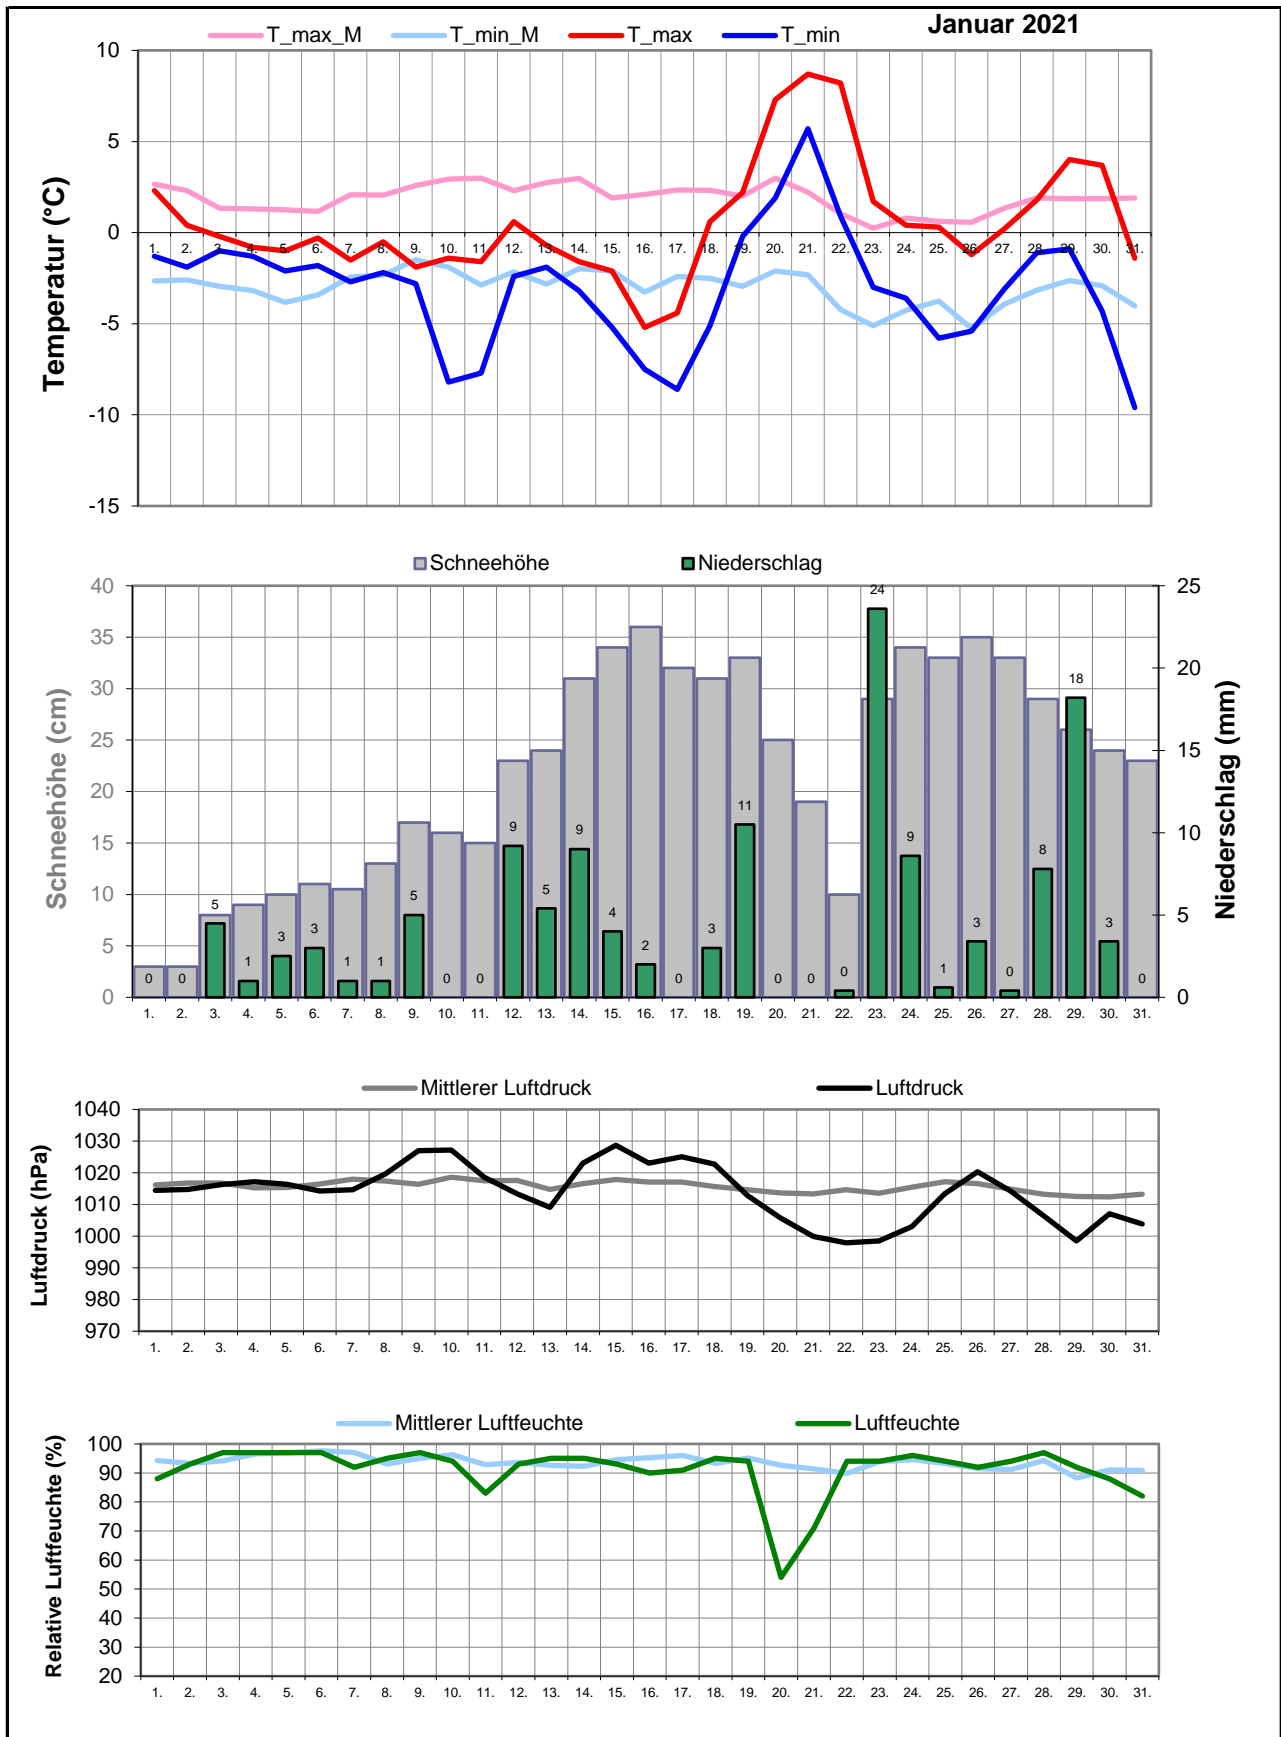 Januar 2021
T_max_M T_min_M T_max T_min
Temperatur (°C)
10
5
0
-5
-10
-15
1. 2. 3. 4. 5. 6. 7. 8. 9. 10. 11. 12. 13. 14. 15. 16. 17. 18. 19. 20. 21. 22. 23. 24. 25. 26. 27. 28. 29. 30. 31.
Schneehöhe Niederschlag
Schneehöhe (cm)
40
35
30
25
20
15
10
5
0
Niederschlag (mm)
25
20
15
10
5
0
0 0 5 1 3 3 1 1 5 0 0 9 5 9 4 2 0 3 11 0 0 0 24 9 1 3 0 8 18 3 0
1. 2. 3. 4. 5. 6. 7. 8. 9. 10. 11. 12. 13. 14. 15. 16. 17. 18. 19. 20. 21. 22. 23. 24. 25. 26. 27. 28. 29. 30. 31.
Mittlerer Luftdruck Luftdruck
Luftdruck (hPa)
1040
1030
1020
1010
1000
990
980
970
1. 2. 3. 4. 5. 6. 7. 8. 9. 10. 11. 12. 13. 14. 15. 16. 17. 18. 19. 20. 21. 22. 23. 24. 25. 26. 27. 28. 29. 30. 31.
Mittlerer Luftfeuchte Luftfeuchte
Relative Luftfeuchte (%)
100
90
80
70
60
50
40
30
20
1. 2. 3. 4. 5. 6. 7. 8. 9. 10. 11. 12. 13. 14. 15. 16. 17. 18. 19. 20. 21. 22. 23. 24. 25. 26. 27. 28. 29. 30. 31.